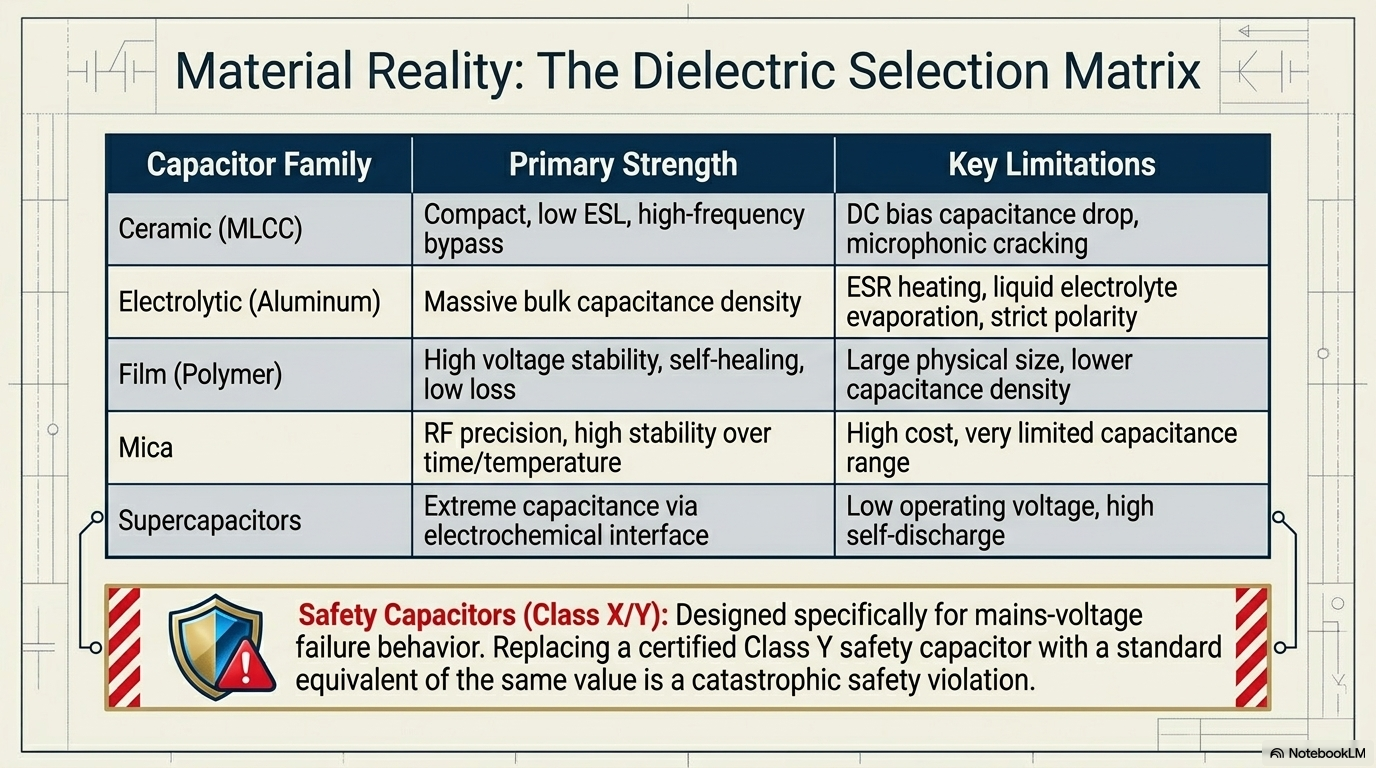 Material Reality: The Dielectric Selection Matrix
Capacitor Family
Primary Strength
Key Limitations
Ceramic (MLCC)
Compact, low ESL, high-frequency
bypass
DC bias capacitance drop,
microphonic cracking
Electrolytic (Aluminum)
Massive bulk capacitance density
ESR heating, liquid electrolyte
evaporation, strict polarity
Film (Polymer)
High voltage stability, self-healing,
low loss
Large physical size, lower
capacitance density
Mica
RF precision, high stability over
time/temperature
High cost, very limited capacitance
range
Supercapacitors
Extreme capacitance via
electrochemical interface
Low operating voltage, high
self-discharge
Safety Capacitors (Class X/Y): Designed specifically for mains-voltage
failure behavior. Replacing a certified Class Y safety capacitor with a standard
equivalent of the same value is a catastrophic safety violation.
NotebookLM